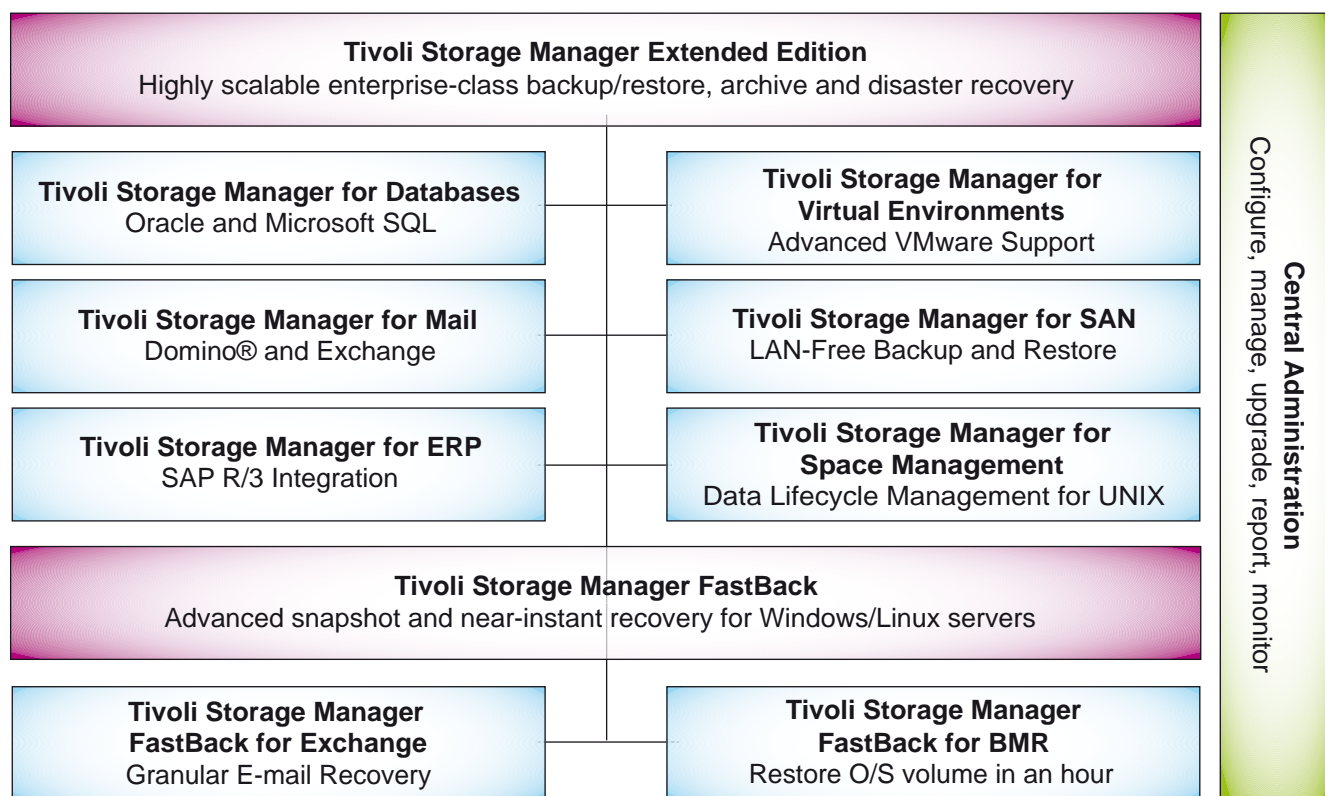 Tivoli Storage Manager Extended Edition
Highly scalable enterprise-class backup/restore, archive and disaster recovery
Tivoli Storage Manager for Databases
Oracle and Microsoft SQL
Tivoli Storage Manager for
Virtual Environments
Advanced VMware Support
Tivoli Storage Manager for Mail
Domino® and Exchange
Tivoli Storage Manager for SAN
LAN-Free Backup and Restore
Tivoli Storage Manager for ERP
SAP R/3 Integration
Tivoli Storage Manager for
Space Management
Data Lifecycle Management for UNIX
Tivoli Storage Manager FastBack
Advanced snapshot and near-instant recovery for Windows/Linux servers
Tivoli Storage Manager
FastBack for Exchange
Granular E-mail Recovery
Tivoli Storage Manager
FastBack for BMR
Restore O/S volume in an hour
Central Administration
Configure, manage, upgrade, report, monitor